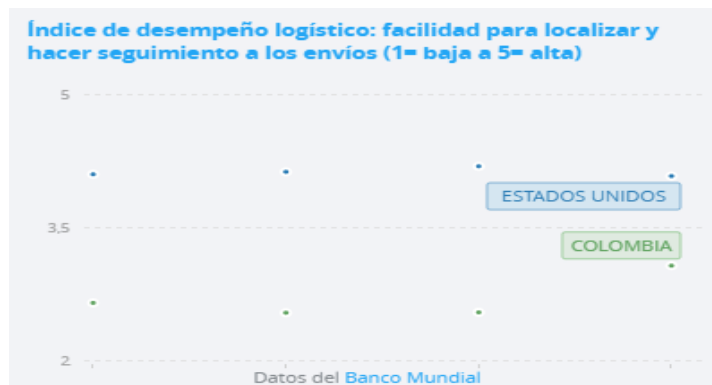 Índice de desempeño logístico: facilidad para localizar y
hacer seguimiento a los envíos (1= baja a 5= alta)
5
ESTADOS UNIDOS
3,5
COLOMBIA
2
Datos del Banco Mundial